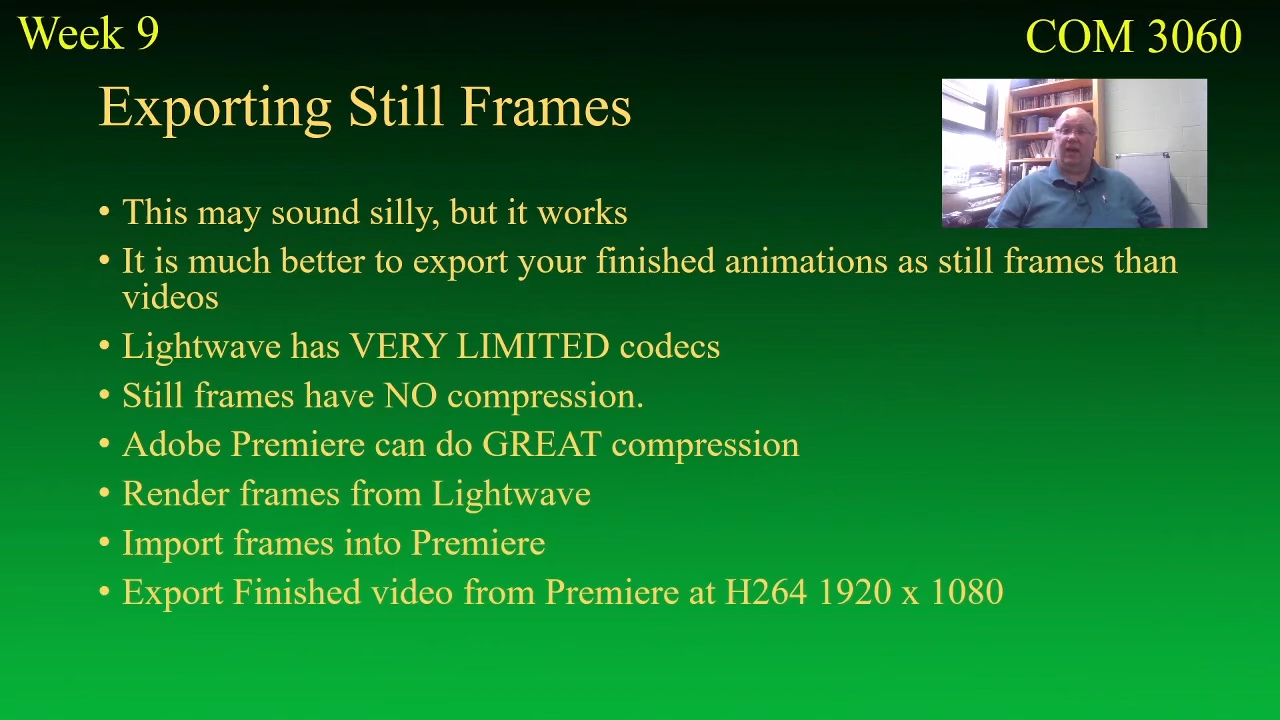 Week 9
COM 3060
Exporting Still Frames
• This may sound silly, but it works
• It is much better to export your finished animations as still frames than
videos
• Lightwave has VERY LIMITED codecs
• Still frames have NO compression.
• Adobe Premiere can do GREAT compression
• Render frames from Lightwave
• Import frames into Premiere
• Export Finished video from Premiere at H264 1920 x 1080